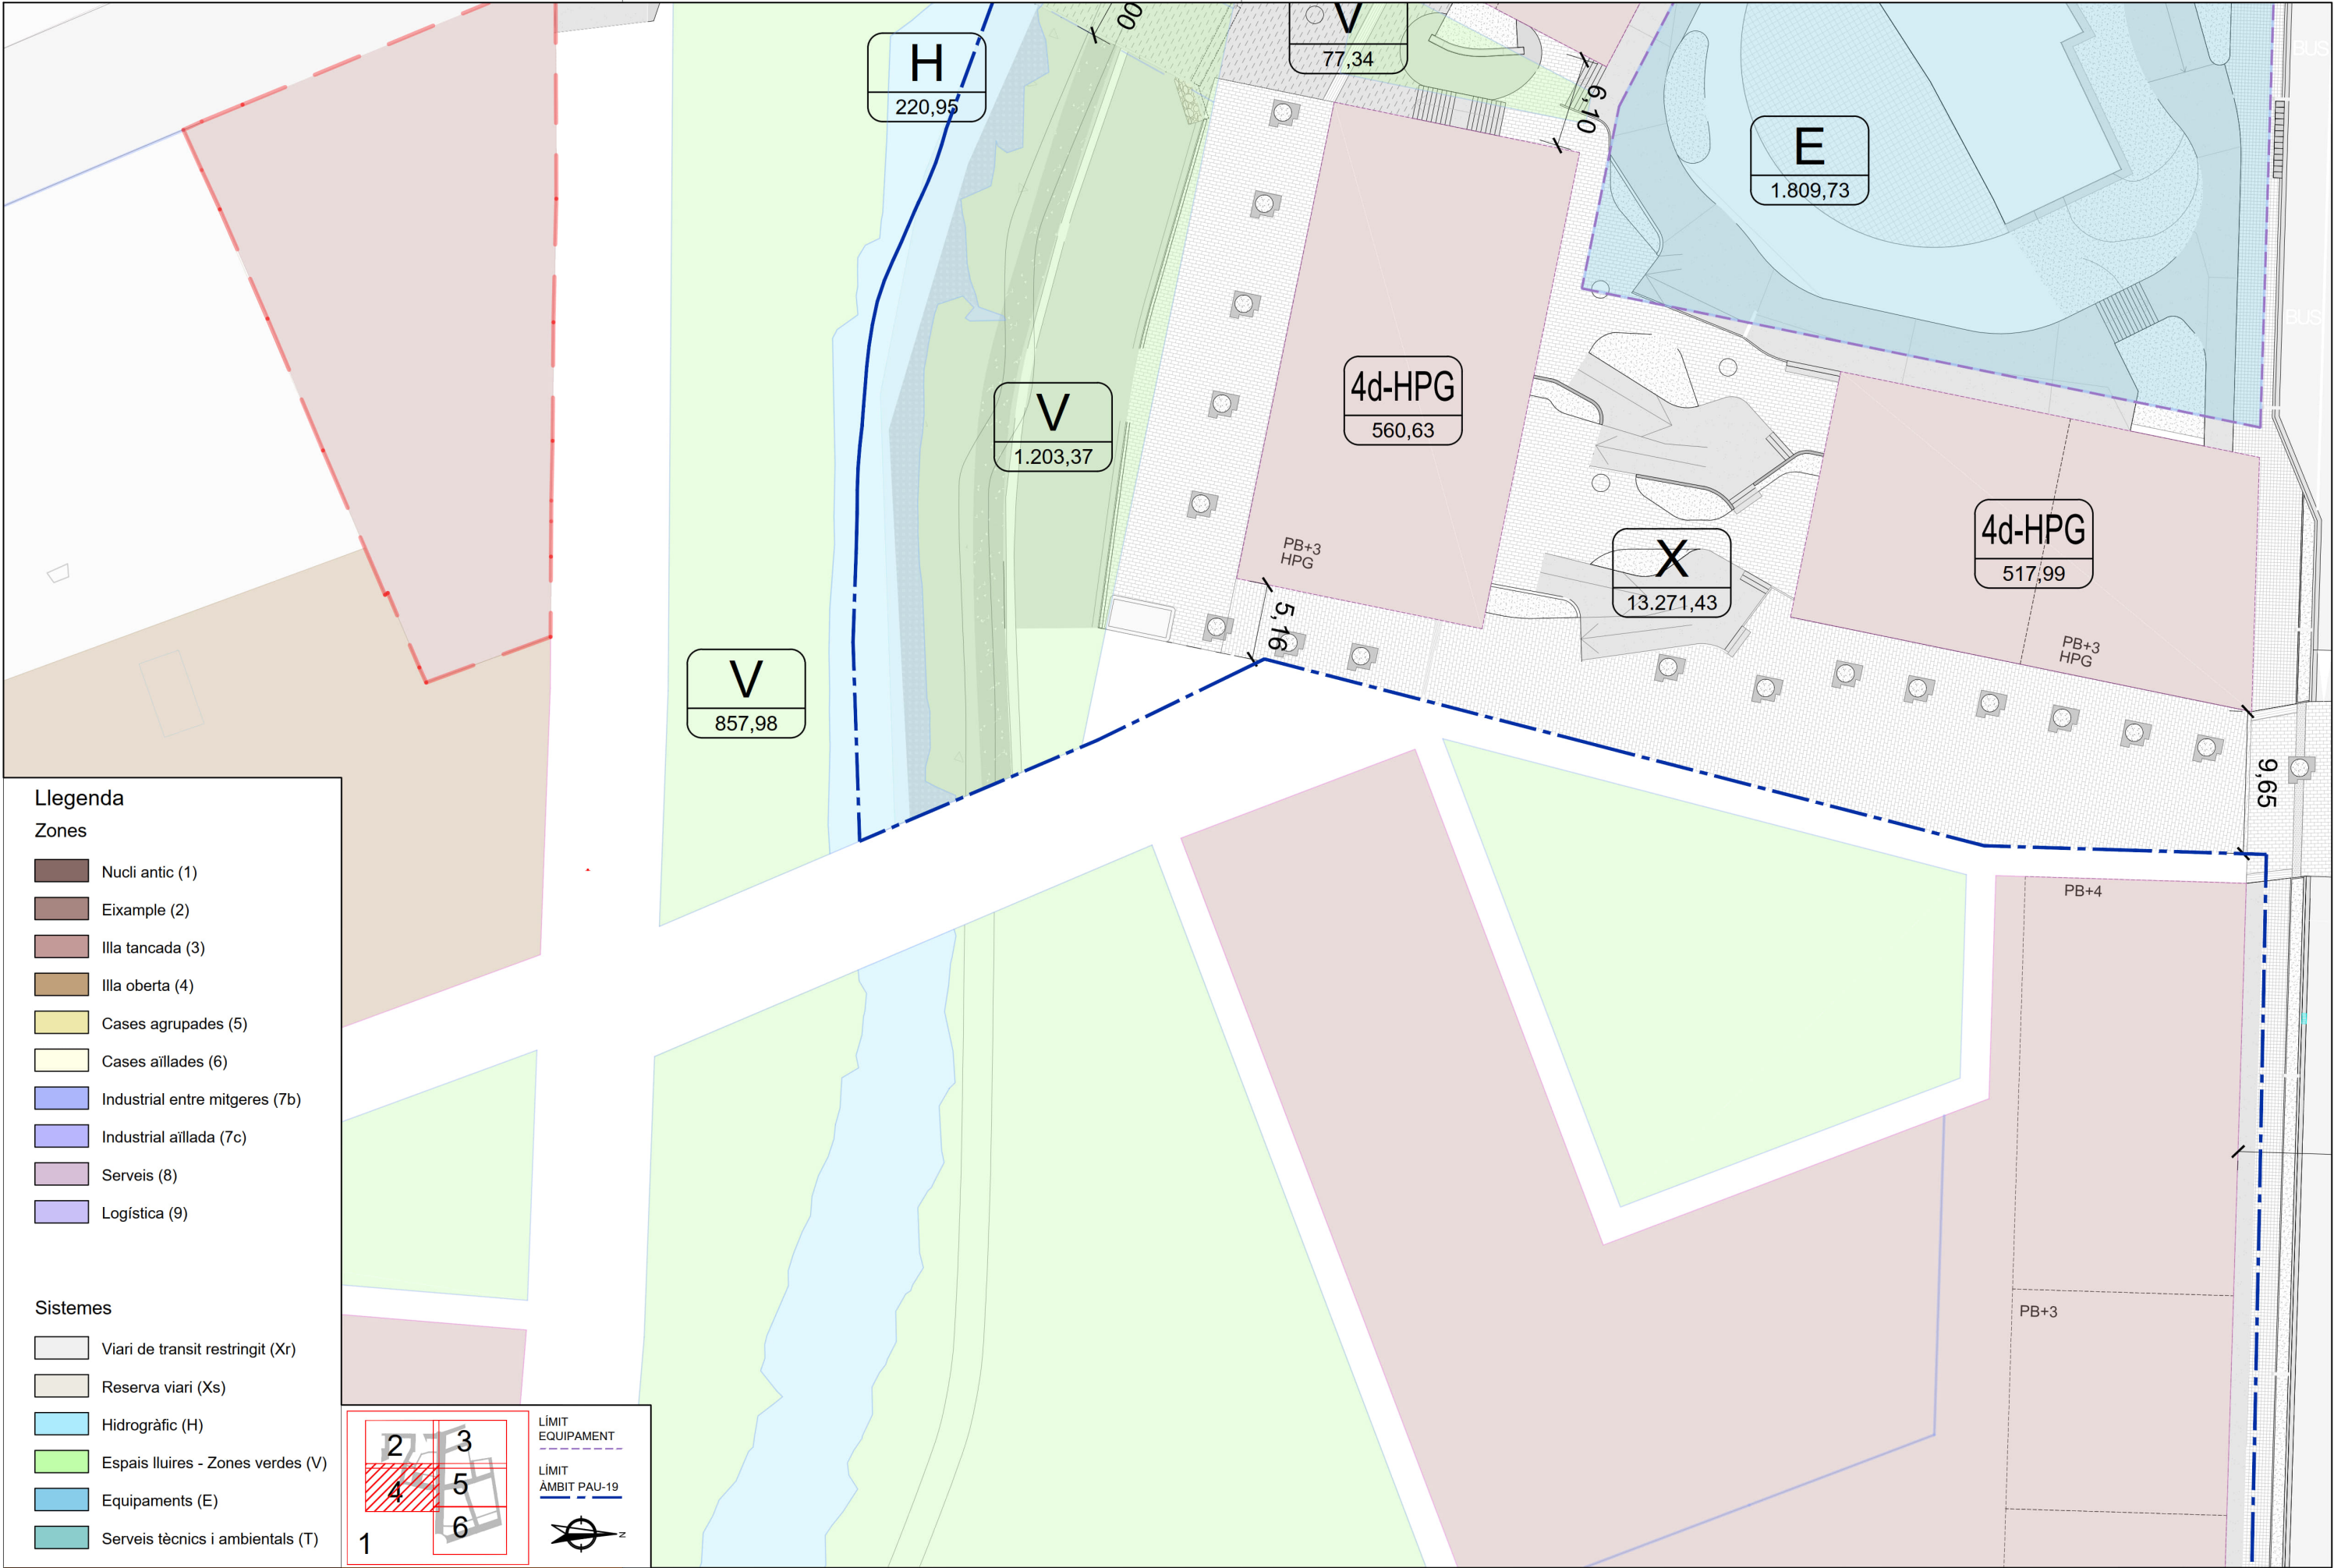 00
V
77,34
H
220,95
6,10
E
1.809,73
BUS
BUS
V
1.203,37
4d-HPG
560,63
4d-HPG
517,99
PB+3
HPG
X
13.271,43
5,16
PB+3
HPG
V
857,98
9,65
PB+4
PB+3
Llegenda
Zones
Nucli antic (1)
Eixample (2)
Illa tancada (3)
Illa oberta (4)
Cases agrupades (5)
Cases aïllades (6)
Industrial entre mitgeres (7b)
Industrial aïllada (7c)
Serveis (8)
Logística (9)
Sistemes
Viari de transit restringit (Xr)
Reserva viari (Xs)
Hidrogràfic (H)
Espais lluires - Zones verdes (V)
Equipaments (E)
Serveis tècnics i ambientals (T)
2
3
4
5
6
1
LÍMIT
EQUIPAMENT
LÍMIT
ÀMBIT PAU-19
N